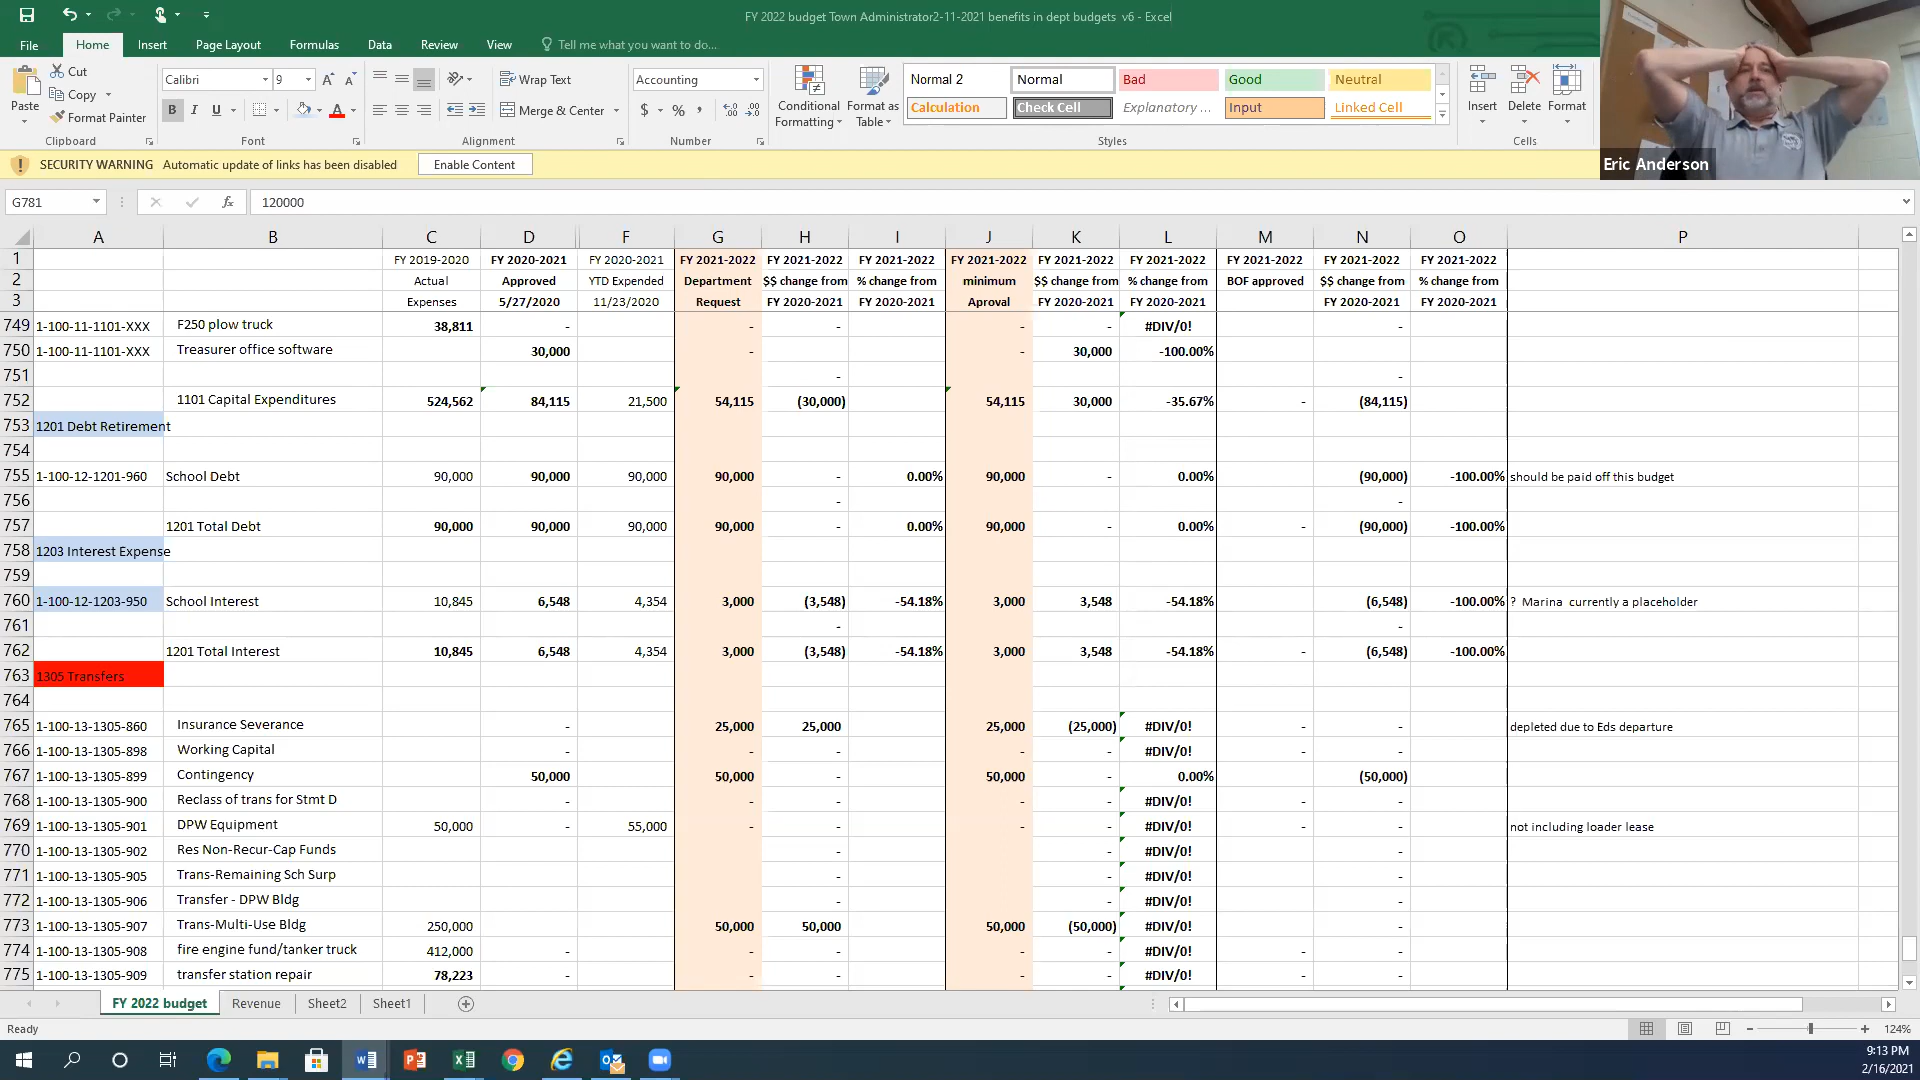 FY 2022 budget Town Administrator2-11-2021 benefits in dept budgets  v6 - Excel
File Home Insert Page Layout Formulas Data Review View Tell me what you want to do...
Cut
Copy
Format Painter
Paste
Clipboard
Calibri 9
B I U
Font
Wrap Text
Merge & Center
Alignment
Accounting
$ % ,
Number
Conditional Formatting
Format as Table
Normal 2 Normal Bad Good Neutral
Calculation Check Cell Explanatory ... Input Linked Cell
Styles
Insert Delete Format
Cells
Eric Anderson
SECURITY WARNING Automatic update of links has been disabled Enable Content
G781 fx 120000
A B C D F G H I J K L M N O P
1 FY 2019-2020 FY 2020-2021 FY 2020-2021 FY 2021-2022 FY 2021-2022 FY 2021-2022 FY 2021-2022 FY 2021-2022 FY 2021-2022 FY 2021-2022 FY 2021-2022 FY 2021-2022
2 Actual Approved YTD Expended Department $$ change from % change from minimum $$ change from % change from BOF approved $$ change from % change from
3 Expenses 5/27/2020 11/23/2020 Request FY 2020-2021 FY 2020-2021 Aproval FY 2020-2021 FY 2020-2021 FY 2020-2021 FY 2020-2021
749 1-100-11-1101-XXX F250 plow truck 38,811 - - - - - #DIV/0! -
750 1-100-11-1101-XXX Treasurer office software 30,000 - - 30,000 -100.00%
751 - -
752 1101 Capital Expenditures 524,562 84,115 21,500 54,115 (30,000) 54,115 30,000 -35.67% - (84,115)
753 1201 Debt Retirement
754
755 1-100-12-1201-960 School Debt 90,000 90,000 90,000 90,000 - 0.00% 90,000 - 0.00% (90,000) -100.00% should be paid off this budget
756 - -
757 1201 Total Debt 90,000 90,000 90,000 90,000 - 0.00% 90,000 - 0.00% - (90,000) -100.00%
758 1203 Interest Expense
759
760 1-100-12-1203-950 School Interest 10,845 6,548 4,354 3,000 (3,548) -54.18% 3,000 3,548 -54.18% (6,548) -100.00% ?  Marina  currently a placeholder
761 - -
762 1201 Total Interest 10,845 6,548 4,354 3,000 (3,548) -54.18% 3,000 3,548 -54.18% - (6,548) -100.00%
763 1305 Transfers
764
765 1-100-13-1305-860 Insurance Severance - 25,000 25,000 25,000 (25,000) #DIV/0! - - depleted due to Eds departure
766 1-100-13-1305-898 Working Capital - - - - - #DIV/0! - -
767 1-100-13-1305-899 Contingency 50,000 50,000 - 50,000 - 0.00% (50,000)
768 1-100-13-1305-900 Reclass of trans for Stmt D - - - - - #DIV/0! - -
769 1-100-13-1305-901 DPW Equipment 50,000 - 55,000 - - - - #DIV/0! - - not including loader lease
770 1-100-13-1305-902 Res Non-Recur-Cap Funds - - #DIV/0! -
771 1-100-13-1305-905 Trans-Remaining Sch Surp - - #DIV/0! -
772 1-100-13-1305-906 Transfer - DPW Bldg - - #DIV/0! -
773 1-100-13-1305-907 Trans-Multi-Use Bldg 250,000 50,000 50,000 50,000 (50,000) #DIV/0! -
774 1-100-13-1305-908 fire engine fund/tanker truck 412,000 - - - - - #DIV/0! - -
775 1-100-13-1305-909 transfer station repair 78,223 - - - - - #DIV/0! - -
FY 2022 budget Revenue Sheet2 Sheet1
Ready 124%
9:13 PM
2/16/2021